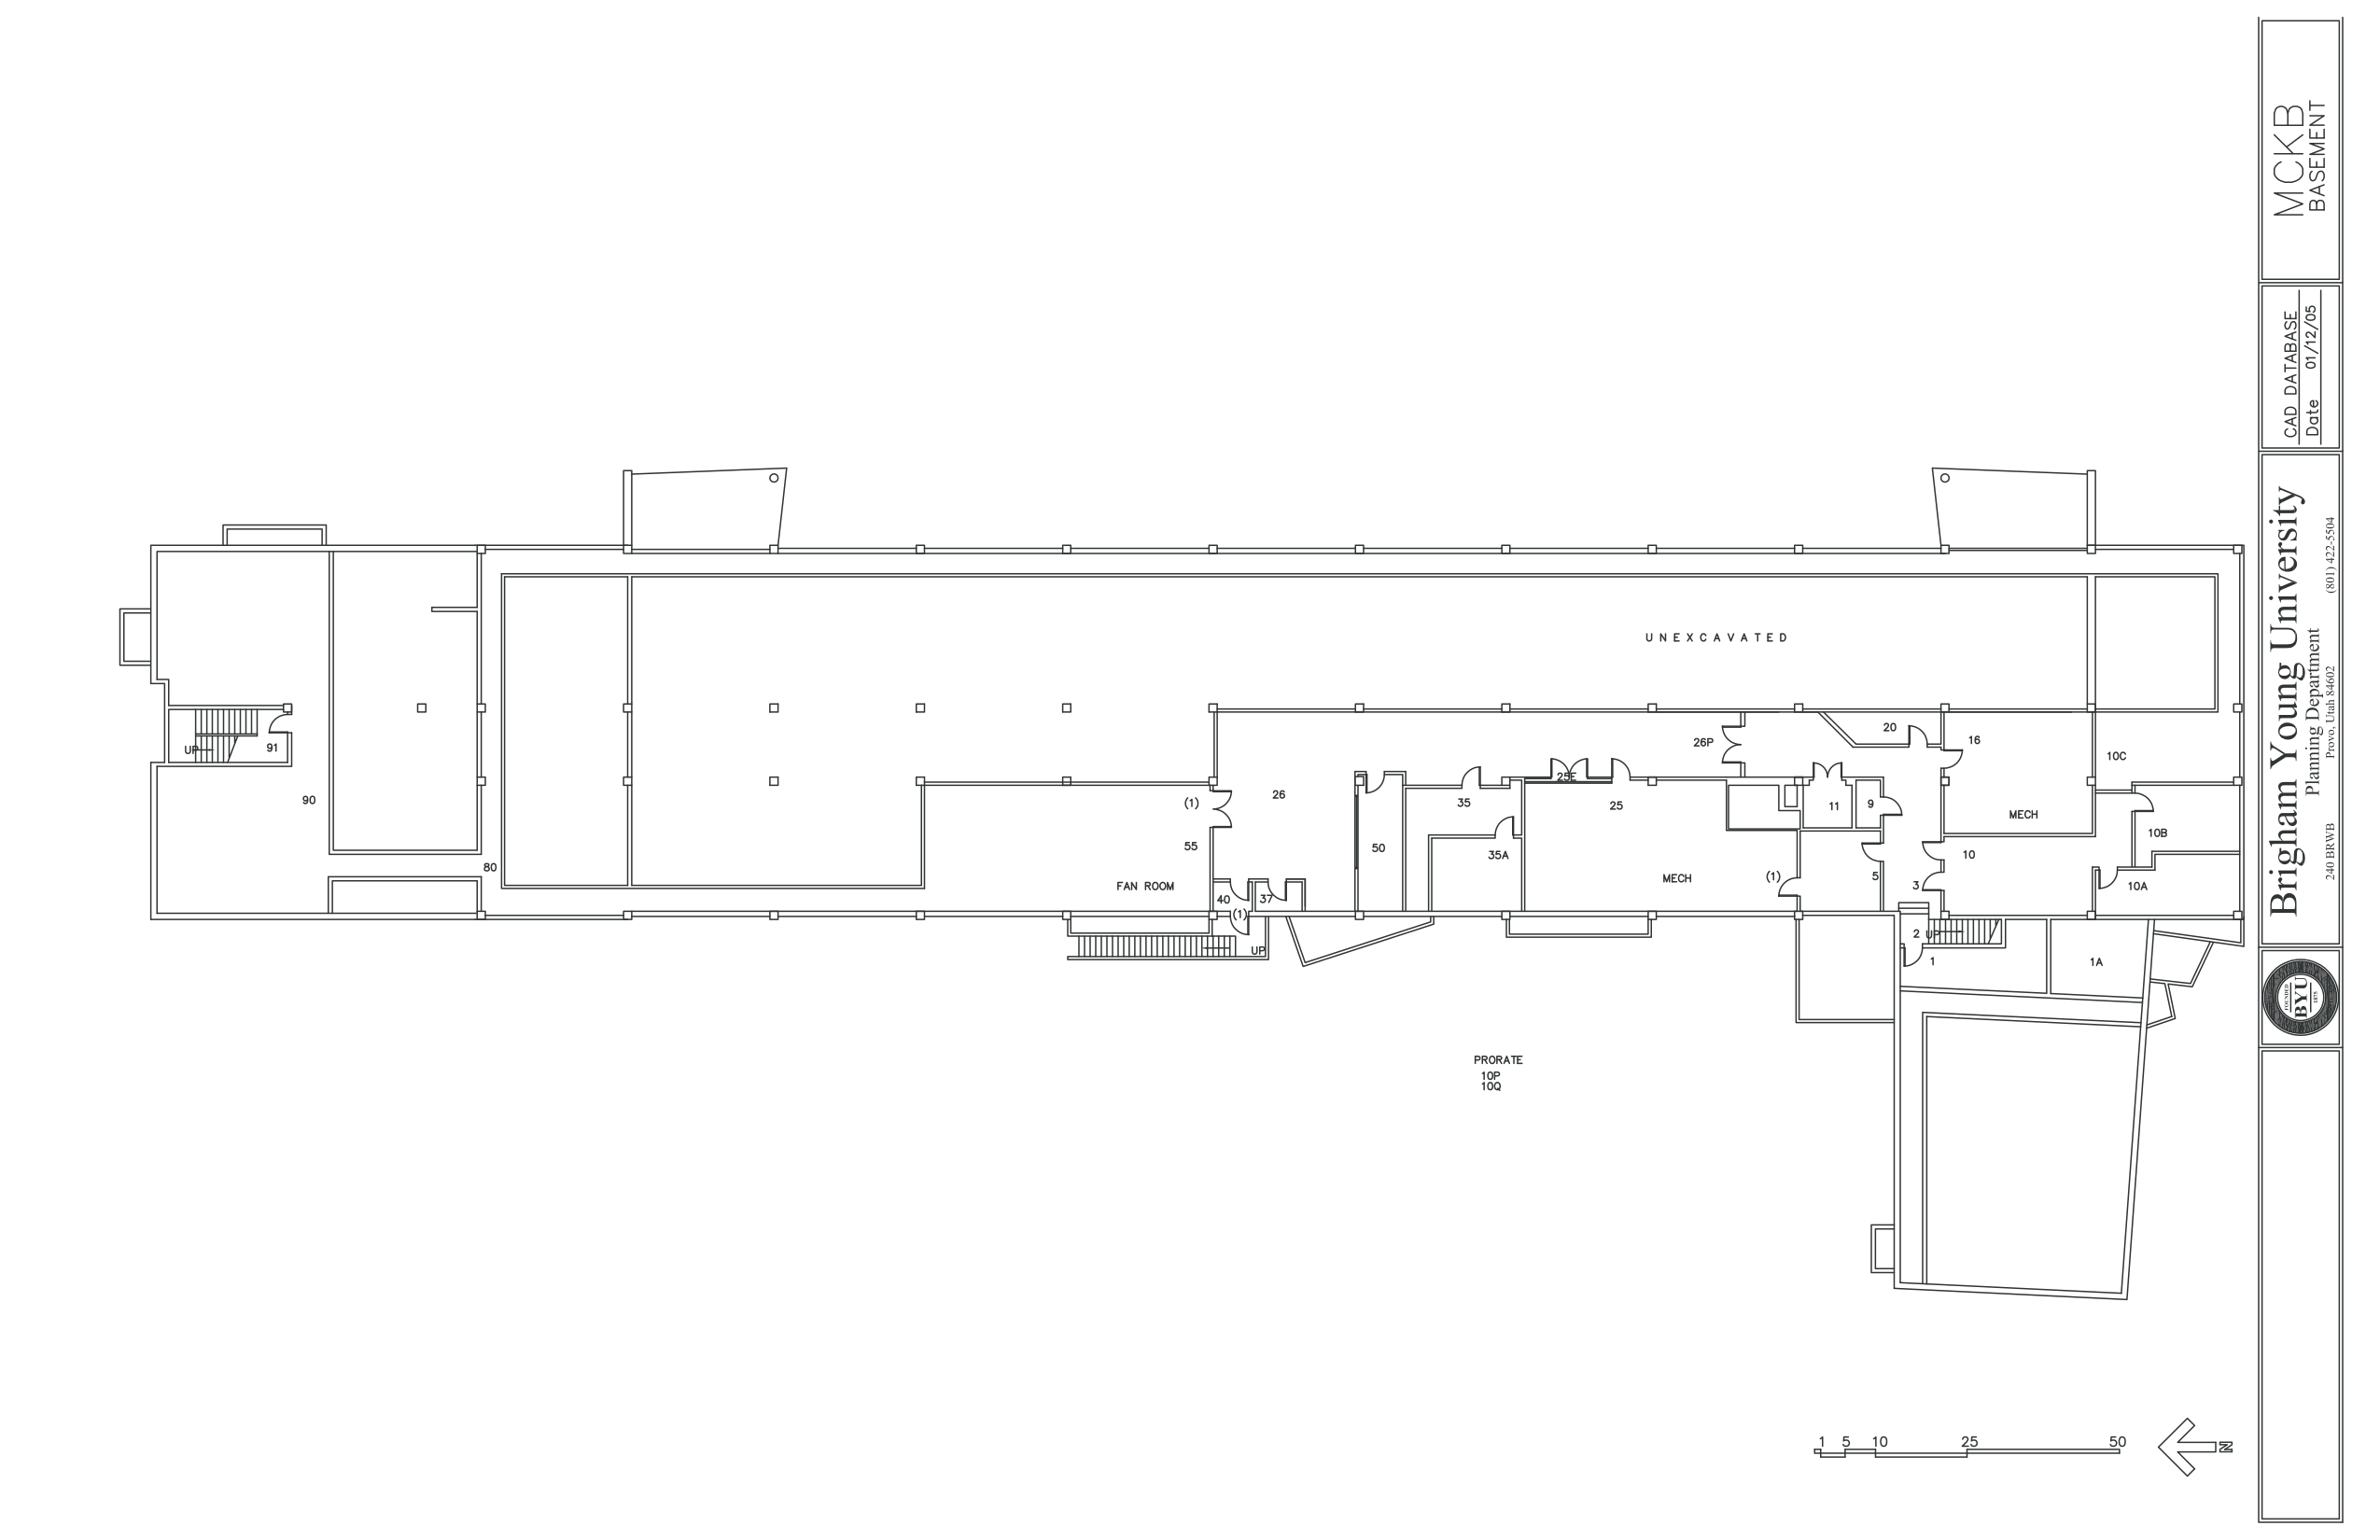 MCKB
BASEMENT
CAD DATABASE
Date 01/12/05
Brigham Young University
Planning Department
240 BRWB Provo, Utah 84602 (801) 422-5504
FOUNDED
BYU
1875
UNEXCAVATED
UP
91
90
80
(1)
55
FAN ROOM
26
40
(1)
37
UP
50
35
35A
25E
25
26P
MECH
(1)
11
9
5
20
16
MECH
10C
10B
10
10A
3
2
UP
1
1A
PRORATE
10P
10Q
1 5 10 25 50
N